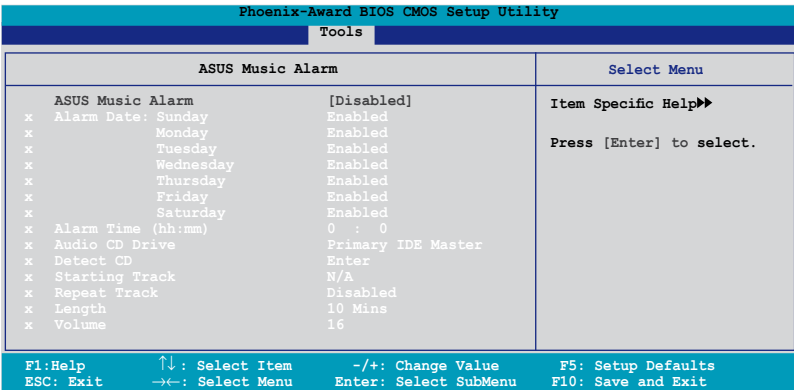 Phoenix-Award BIOS CMOS Setup Utility
Tools
ASUS Music Alarm Select Menu
ASUS Music Alarm [Disabled] Item Specific Help▶▶
x Alarm Date: Sunday Enabled
x Monday Enabled
x Tuesday Enabled Press [Enter] to select.
x Wednesday Enabled
x Thursday Enabled
x Friday Enabled
x Saturday Enabled
x Alarm Time (hh:mm) 0 : 0
x Audio CD Drive Primary IDE Master
x Detect CD Enter
x Starting Track N/A
x Repeat Track Disabled
x Length 10 Mins
x Volume 16
F1:Help ↑↓: Select Item -/+: Change Value F5: Setup Defaults
ESC: Exit →←: Select Menu Enter: Select SubMenu F10: Save and Exit